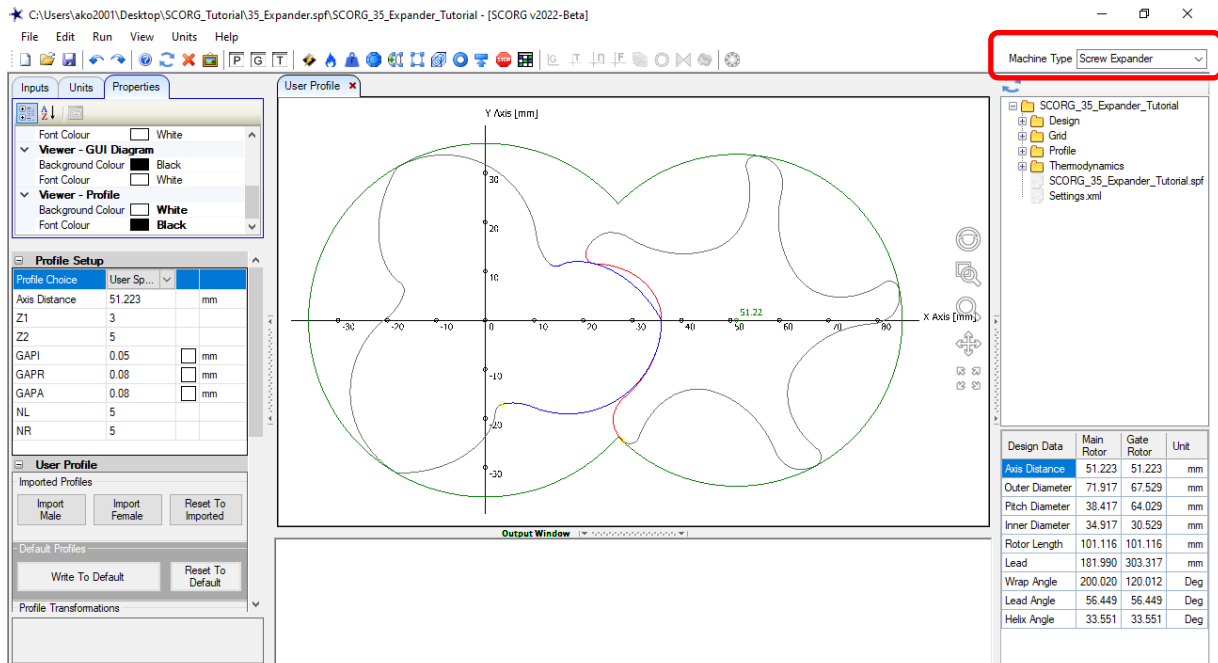 C:\Users\ako2001\Desktop\SCORG_Tutorial\35_Expander.spf\SCORG_35_Expander_Tutorial - [SCORG v2022-Beta]
File Edit Run View Units Help
P G T STOP
Machine Type Screw Expander
Inputs Units Properties
Font Colour White
Viewer - GUI Diagram
Background Colour Black
Font Colour White
Viewer - Profile
Background Colour White
Font Colour Black
Profile Setup
Profile Choice User Sp...
Axis Distance 51.223 mm
Z1 3
Z2 5
GAPI 0.05 mm
GAPR 0.08 mm
GAPA 0.08 mm
NL 5
NR 5
User Profile
Imported Profiles
Import Male
Import Female
Reset To Imported
Default Profiles
Write To Default
Reset To Default
Profile Transformations
User Profile
Y Axis [mm]
30
20
10
-30 -20 -10 0 10 20 30 40 50 60 70 80
51.22
X Axis [mm]
-10
-20
-30
Output Window
SCORG_35_Expander_Tutorial
Design
Grid
Profile
Thermodynamics
SCORG_35_Expander_Tutorial.spf
Settings.xml
Design Data Main Rotor Gate Rotor Unit
Axis Distance 51.223 51.223 mm
Outer Diameter 71.917 67.529 mm
Pitch Diameter 38.417 64.029 mm
Inner Diameter 34.917 30.529 mm
Rotor Length 101.116 101.116 mm
Lead 181.990 303.317 mm
Wrap Angle 200.020 120.012 Deg
Lead Angle 56.449 56.449 Deg
Helix Angle 33.551 33.551 Deg